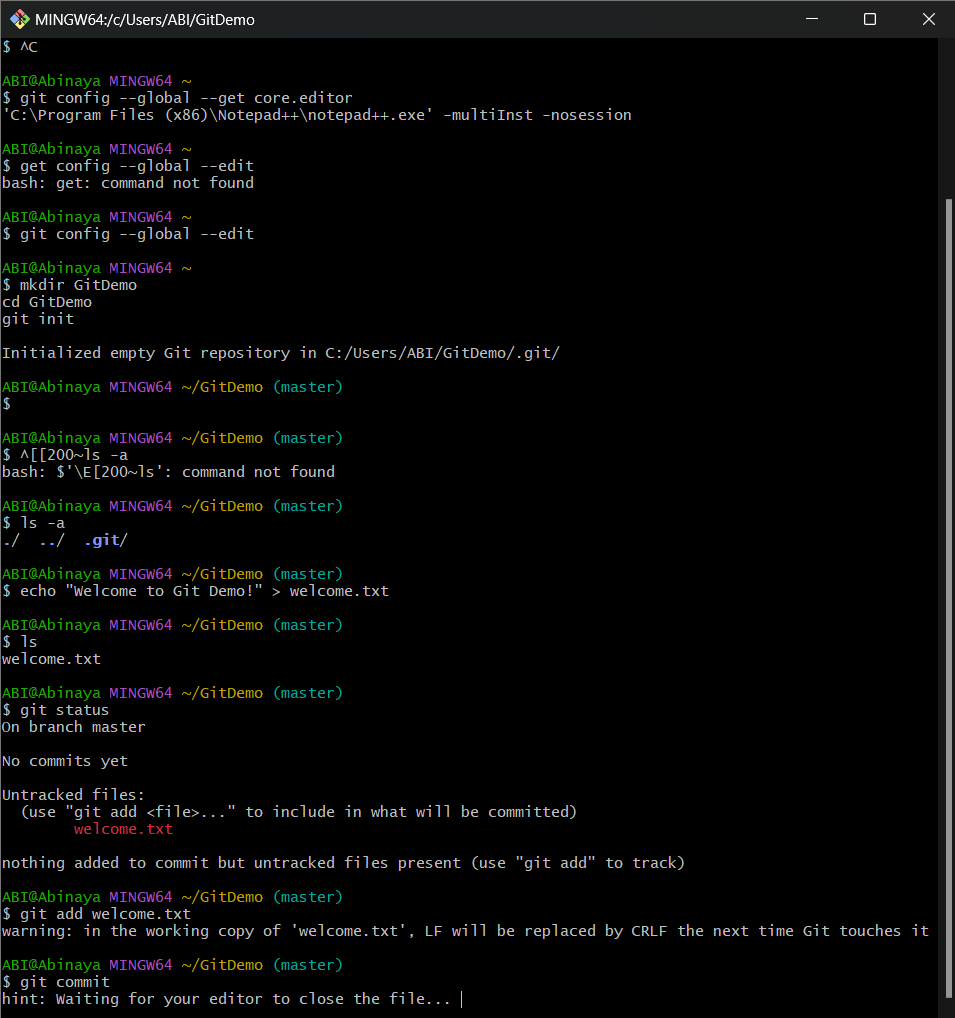 MINGW64:/c/Users/ABI/GitDemo
$ ^C
ABI@Abinaya MINGW64 ~
$ git config --global --get core.editor
'C:\Program Files (x86)\Notepad++\notepad++.exe' -multiInst -nosession
ABI@Abinaya MINGW64 ~
$ get config --global --edit
bash: get: command not found
ABI@Abinaya MINGW64 ~
$ git config --global --edit
ABI@Abinaya MINGW64 ~
$ mkdir GitDemo
cd GitDemo
git init
Initialized empty Git repository in C:/Users/ABI/GitDemo/.git/
ABI@Abinaya MINGW64 ~/GitDemo (master)
$
ABI@Abinaya MINGW64 ~/GitDemo (master)
$ ^[[200~ls -a
bash: $'\E[200~ls': command not found
ABI@Abinaya MINGW64 ~/GitDemo (master)
$ ls -a
./  ../  .git/
ABI@Abinaya MINGW64 ~/GitDemo (master)
$ echo "Welcome to Git Demo!" > welcome.txt
ABI@Abinaya MINGW64 ~/GitDemo (master)
$ ls
welcome.txt
ABI@Abinaya MINGW64 ~/GitDemo (master)
$ git status
On branch master
No commits yet
Untracked files:
  (use "git add <file>..." to include in what will be committed)
        welcome.txt
nothing added to commit but untracked files present (use "git add" to track)
ABI@Abinaya MINGW64 ~/GitDemo (master)
$ git add welcome.txt
warning: in the working copy of 'welcome.txt', LF will be replaced by CRLF the next time Git touches it
ABI@Abinaya MINGW64 ~/GitDemo (master)
$ git commit
hint: Waiting for your editor to close the file...